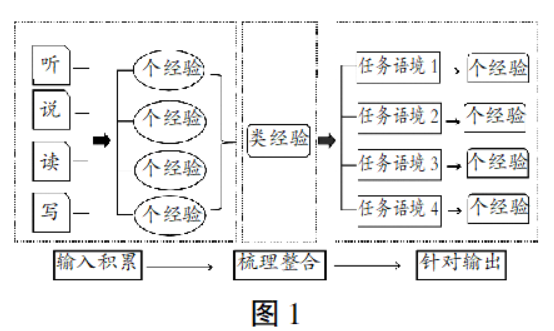 听 个经验 任务语境1 个经验
说 个经验 任务语境2 个经验
类经验
读 个经验 任务语境3 个经验
写 个经验 任务语境4 个经验
输入积累 梳理整合 针对输出
图1